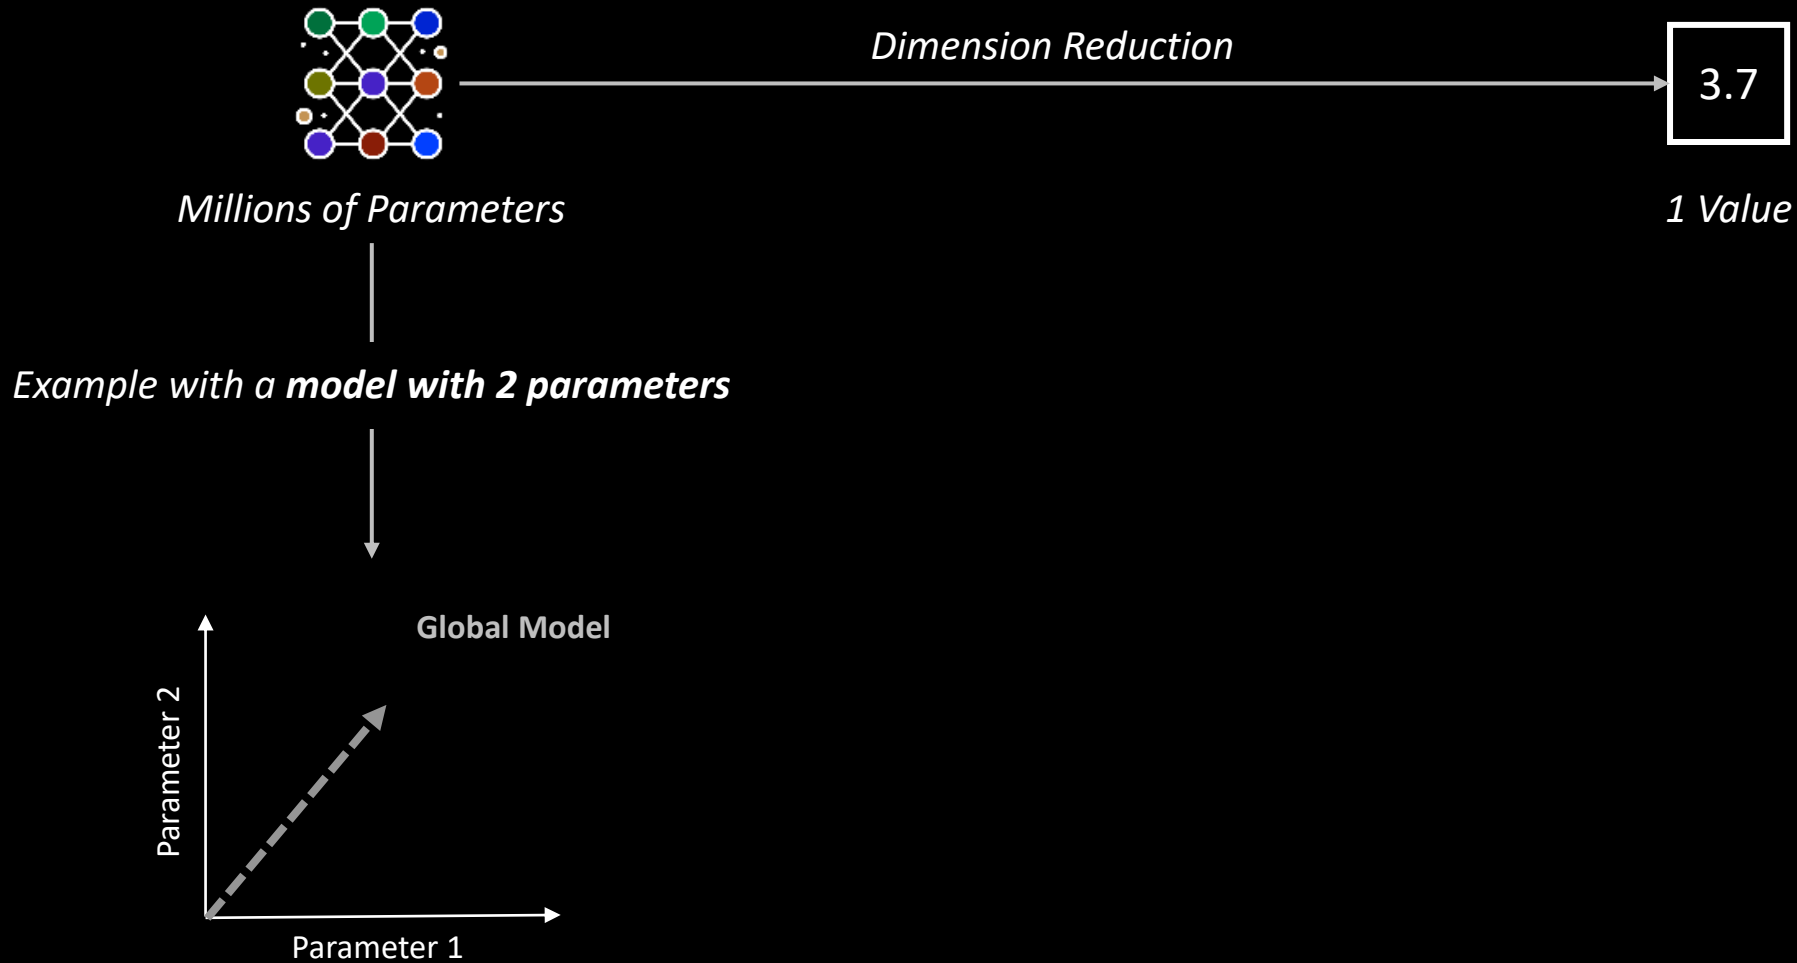 Dimension Reduction
3.7
Millions of Parameters
1 Value
Example with a model with 2 parameters
Global Model
Parameter 2
Parameter 1